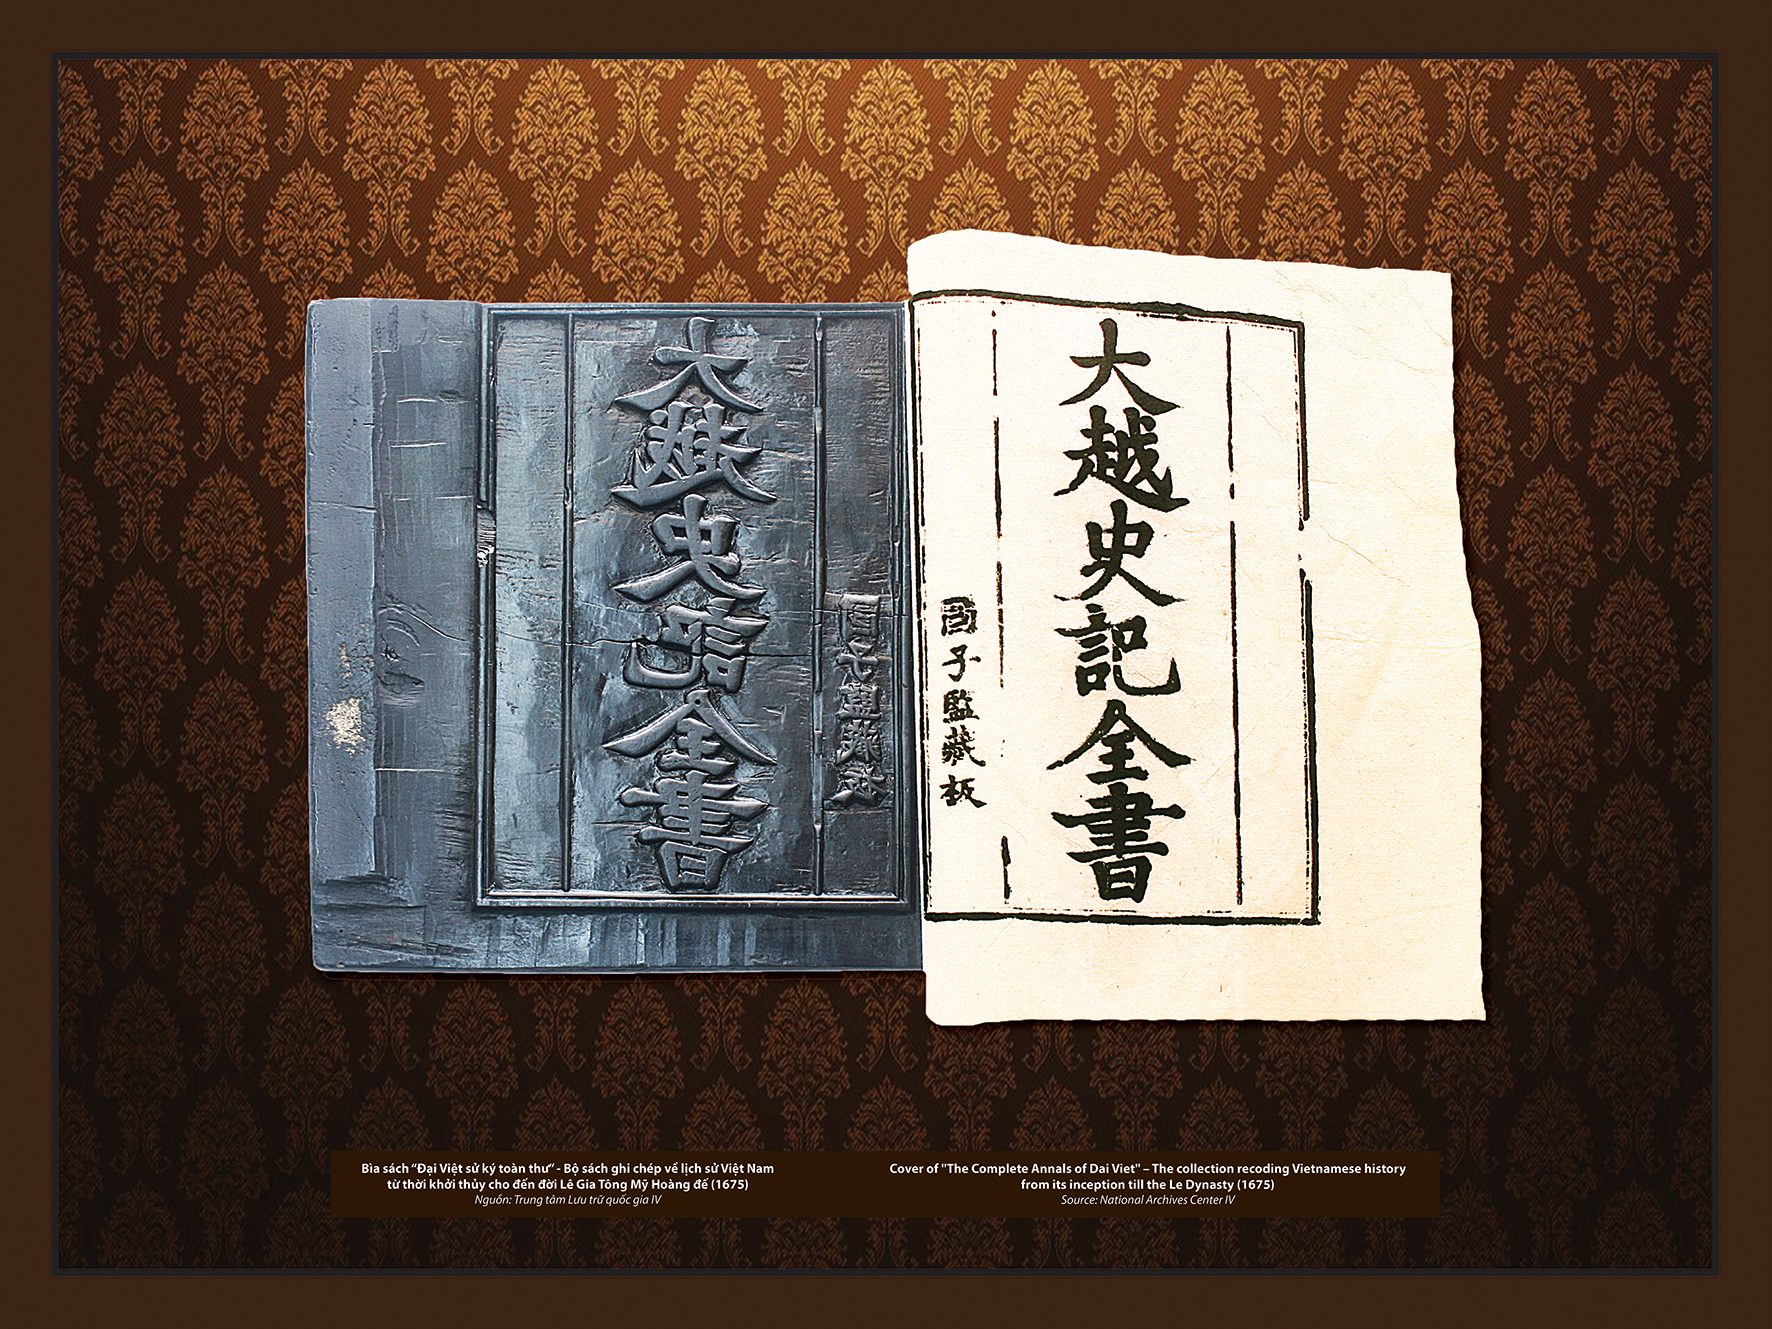 大越史記全書
國子監藏板
大越史記全書
國子監藏板
Bìa sách “Đại Việt sử ký toàn thư” - Bộ sách ghi chép về lịch sử Việt Nam
từ thời khởi thủy cho đến đời Lê Gia Tông Mỹ Hoàng đế (1675)
Nguồn: Trung tâm Lưu trữ quốc gia IV
Cover of "The Complete Annals of Dai Viet" – The collection recoding Vietnamese history
from its inception till the Le Dynasty (1675)
Source: National Archives Center IV